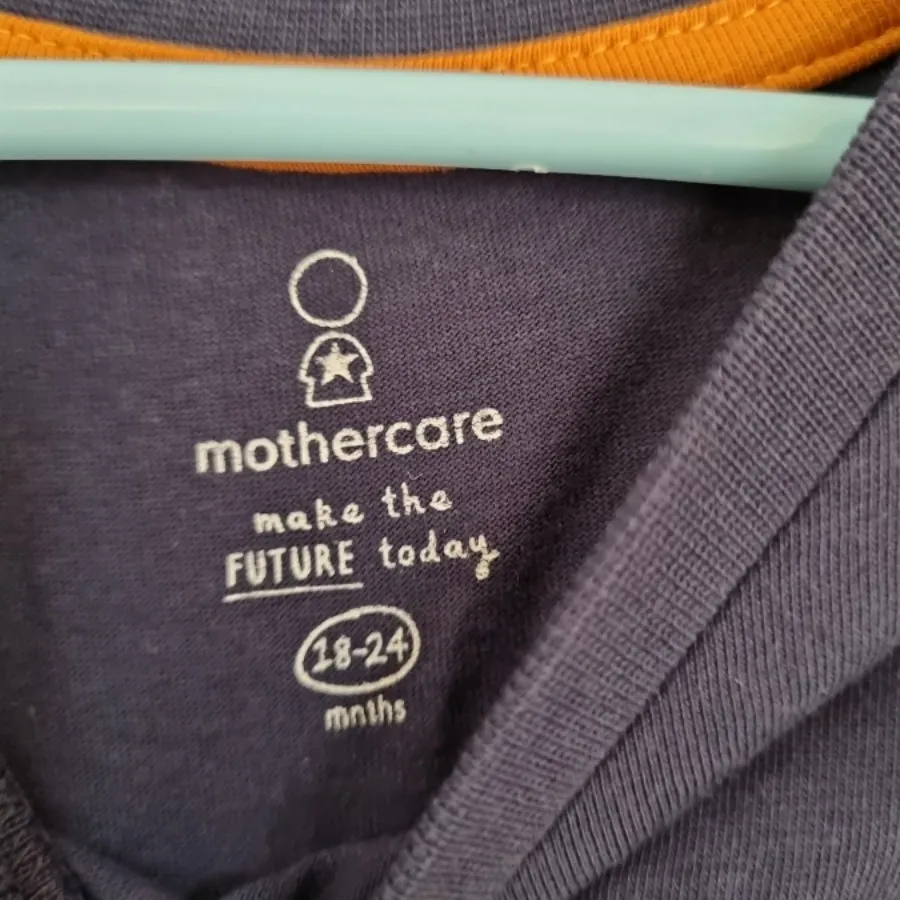 mothercare
make the
FUTURE today
18-24
mnths